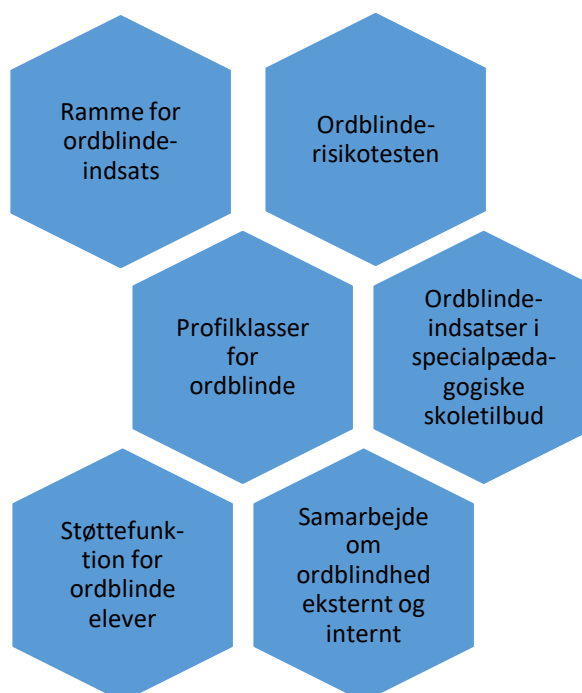 Ramme for
ordblinde-
indsats
Ordblinde-
risikotesten
Profilklasser
for
ordblinde
Ordblinde-
indsatser i
specialpæda-
gogiske
skoletilbud
Støttefunk-
tion for
ordblinde
elever
Samarbejde
om
ordblindhed
eksternt og
internt